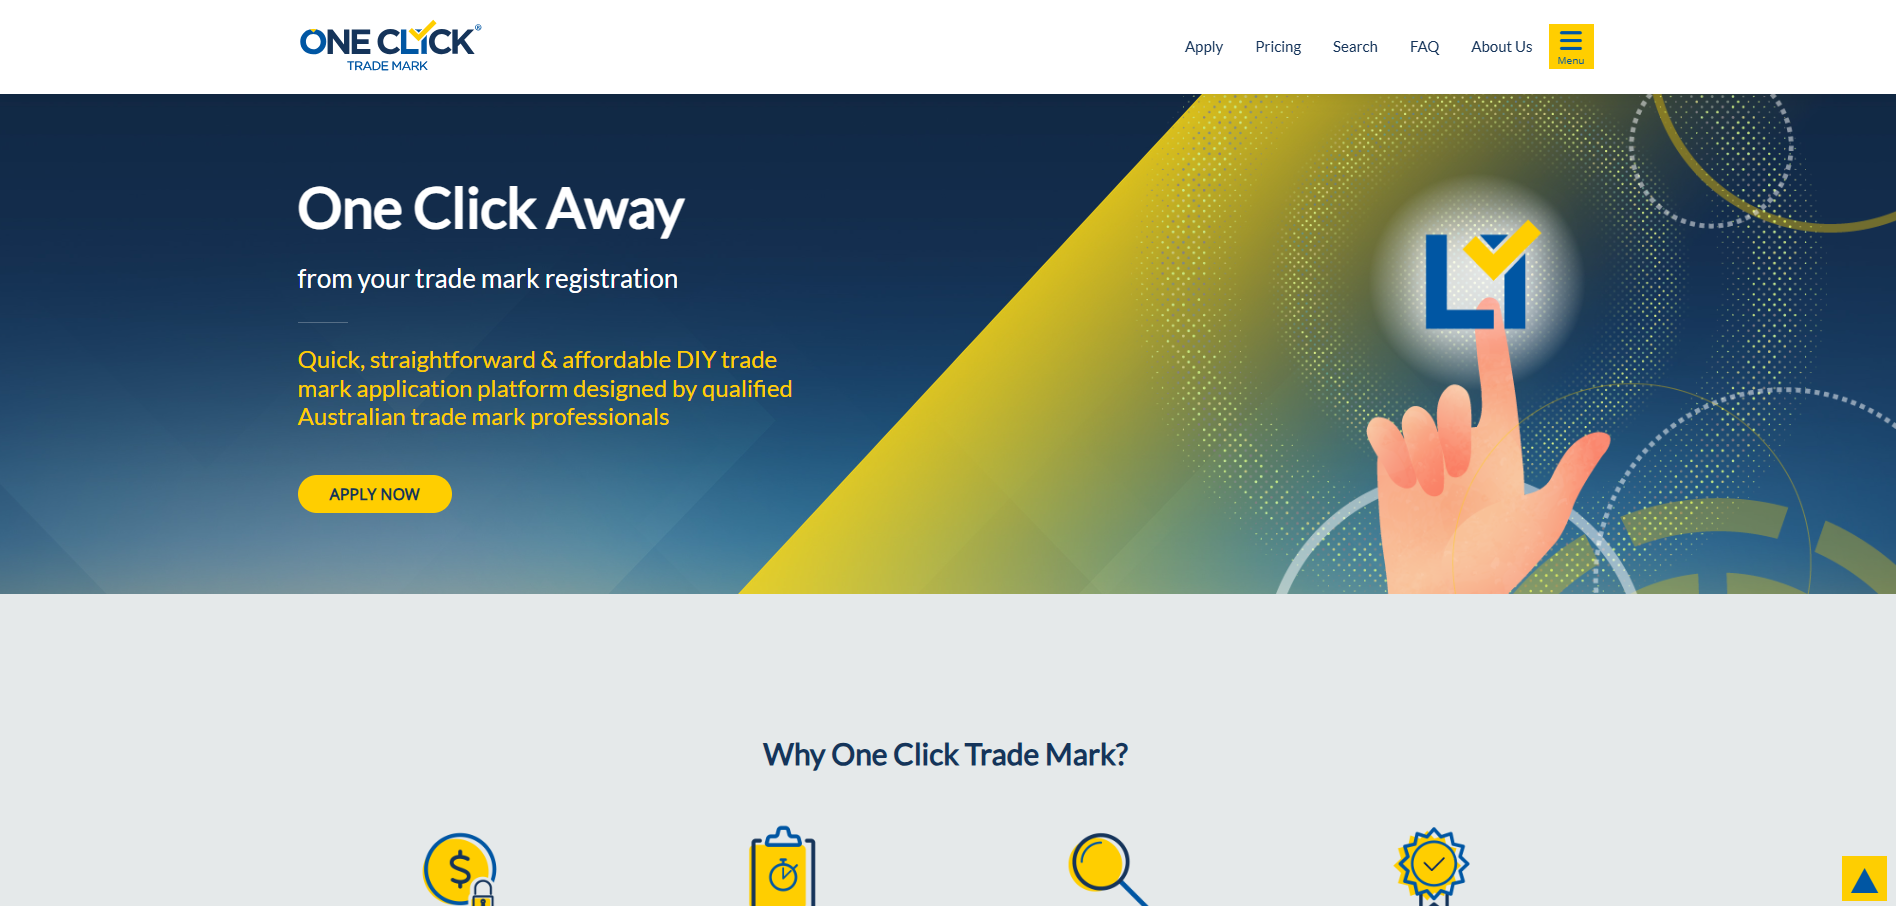 ONE CLICK®
TRADE MARK
Apply
Pricing
Search
FAQ
About Us
Menu
One Click Away
from your trade mark registration
Quick, straightforward & affordable DIY trade
mark application platform designed by qualified
Australian trade mark professionals
APPLY NOW
LI
Why One Click Trade Mark?
$